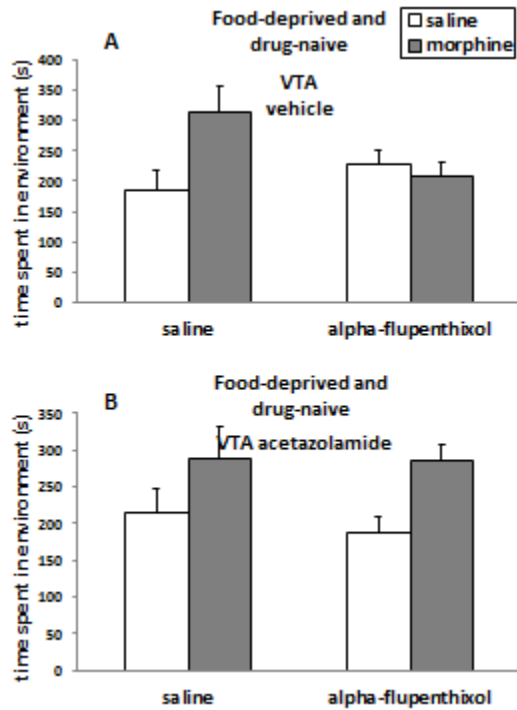 A
Food-deprived and
drug-naive
saline
morphine
VTA
vehicle
time spent in environment (s)
400
350
300
250
200
150
100
50
0
saline
alpha-flupenthixol
B
Food-deprived and
drug-naive
VTA acetazolamide
time spent in environment (s)
350
300
250
200
150
100
50
0
saline
alpha-flupenthixol